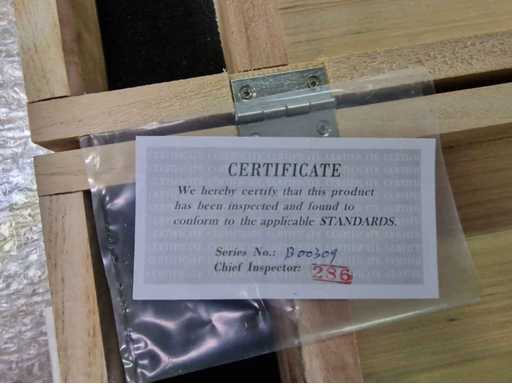 CERTIFICATE
We hereby certify that this product
has been inspected and found to
conform to the applicable STANDARDS.
Series No.: B00309
Chief Inspector: 286